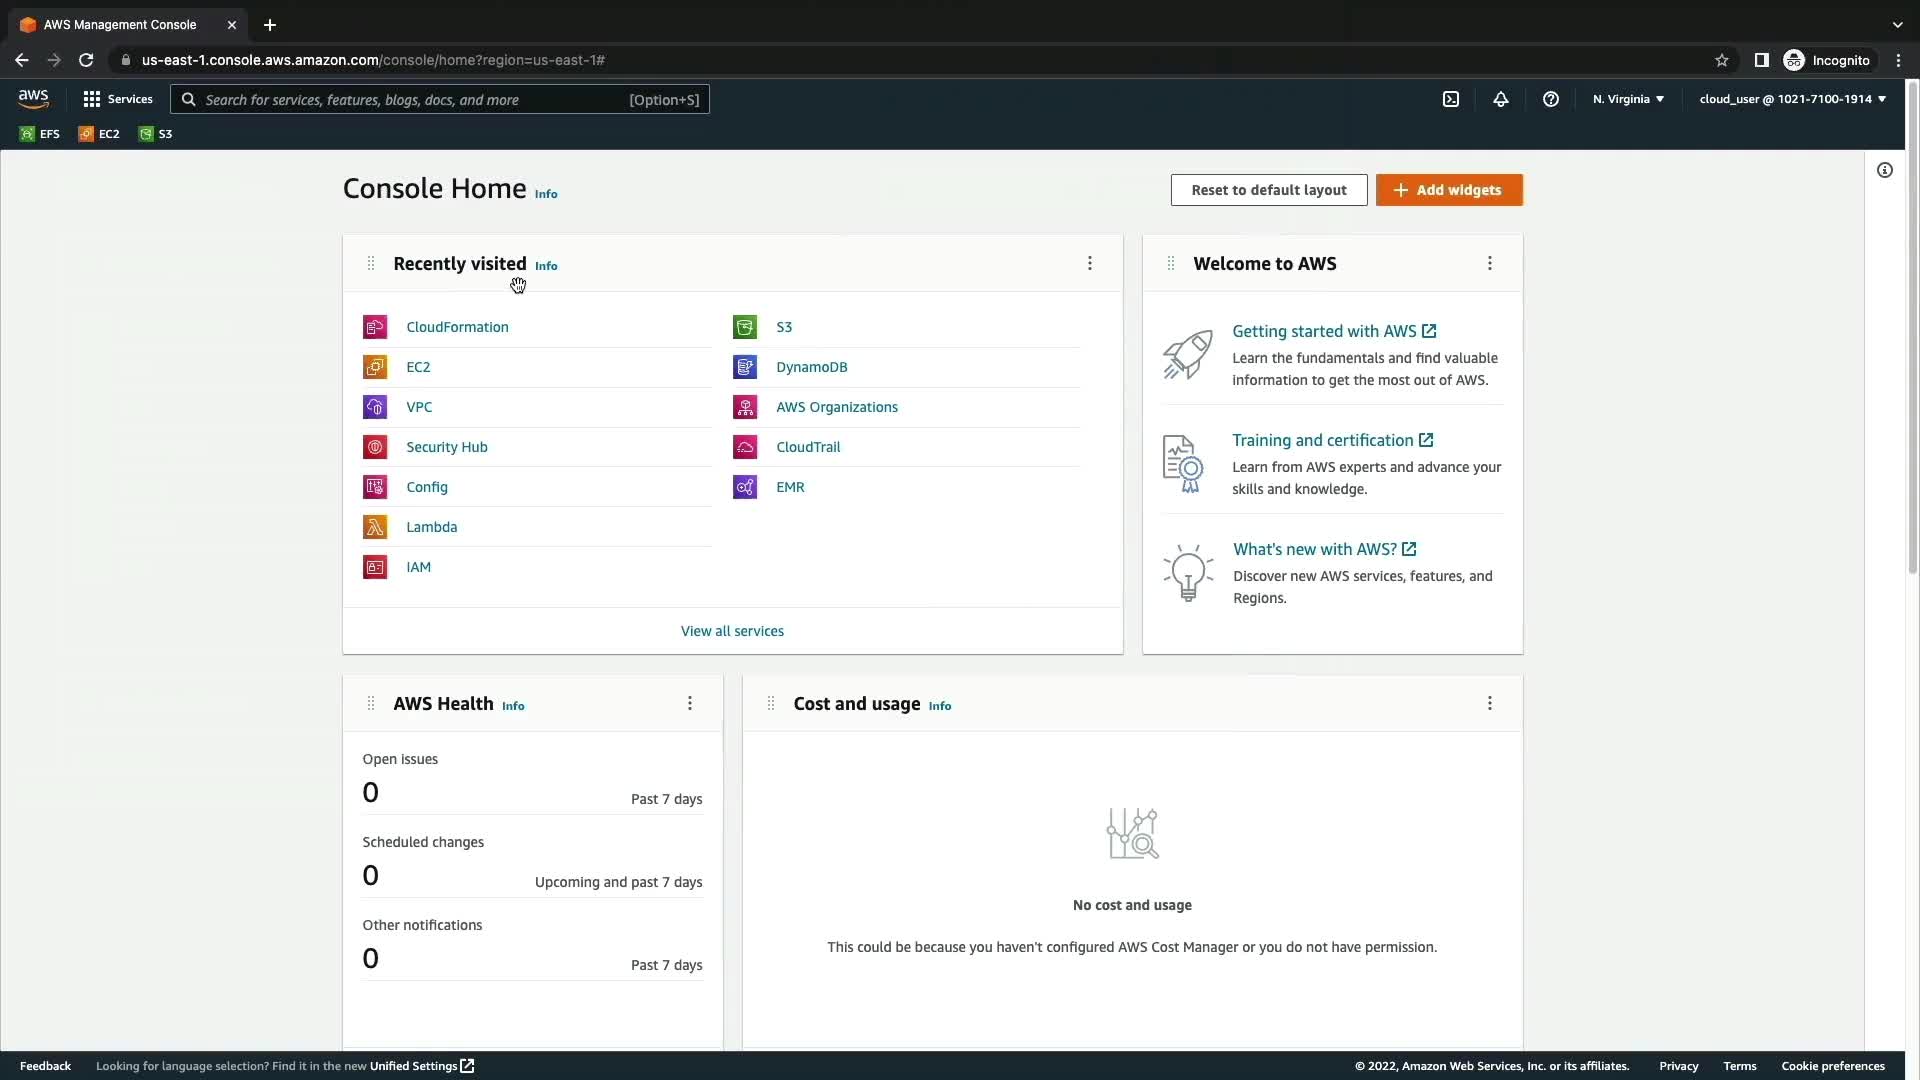 AWS Management Console
us-east-1.console.aws.amazon.com/console/home?region=us-east-1#
Incognito
aws
Services
Search for services, features, blogs, docs, and more
[Option+S]
N. Virginia
cloud_user @ 1021-7100-1914
EFS
EC2
S3
Console Home Info
Reset to default layout
Add widgets
Recently visited Info
CloudFormation
EC2
VPC
Security Hub
Config
Lambda
IAM
S3
DynamoDB
AWS Organizations
CloudTrail
EMR
View all services
Welcome to AWS
Getting started with AWS
Learn the fundamentals and find valuable
information to get the most out of AWS.
Training and certification
Learn from AWS experts and advance your
skills and knowledge.
What's new with AWS?
Discover new AWS services, features, and
Regions.
AWS Health Info
Open issues
0
Past 7 days
Scheduled changes
0
Upcoming and past 7 days
Other notifications
0
Past 7 days
Cost and usage Info
No cost and usage
This could be because you haven't configured AWS Cost Manager or you do not have permission.
Feedback
Looking for language selection? Find it in the new Unified Settings
© 2022, Amazon Web Services, Inc. or its affiliates.
Privacy
Terms
Cookie preferences